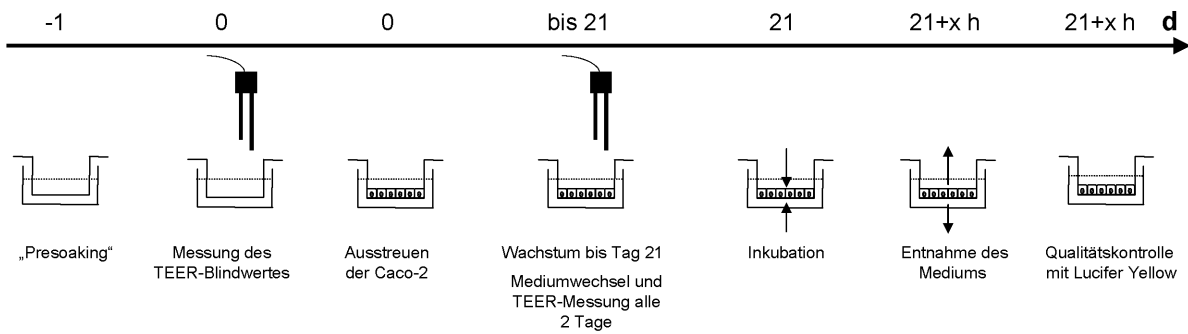 -1 0 0 bis 21 21 21+x h 21+x h d
„Presoaking“
Messung des
TEER-Blindwertes
Ausstreuen
der Caco-2
Wachstum bis Tag 21
Mediumwechsel und
TEER-Messung alle
2 Tage
Inkubation
Entnahme des
Mediums
Qualitätskontrolle
mit Lucifer Yellow